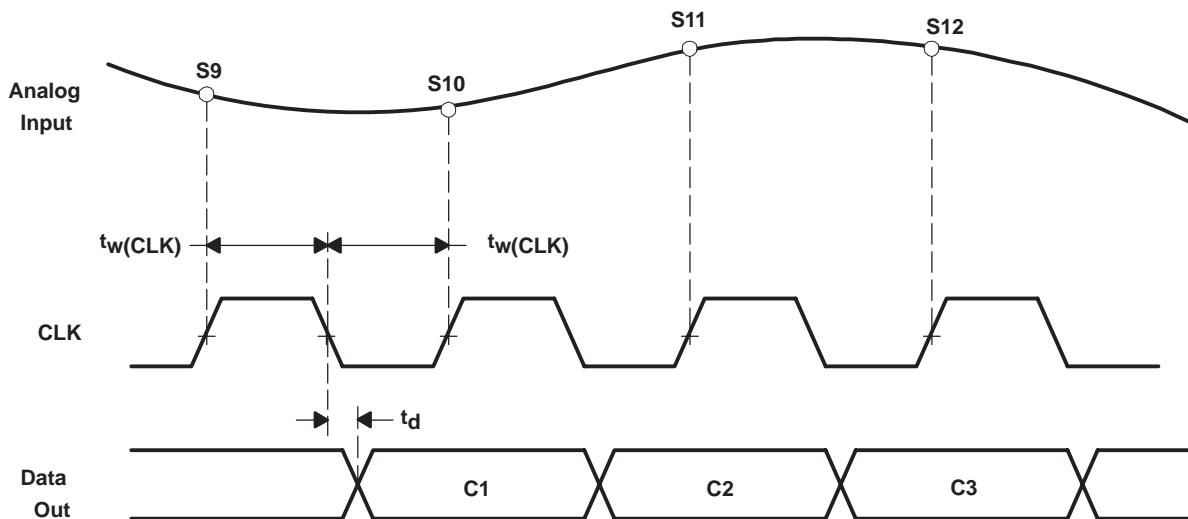 S11
S12
S9
S10
Analog
Input
tw(CLK)
tw(CLK)
CLK
td
Data
Out
C1
C2
C3